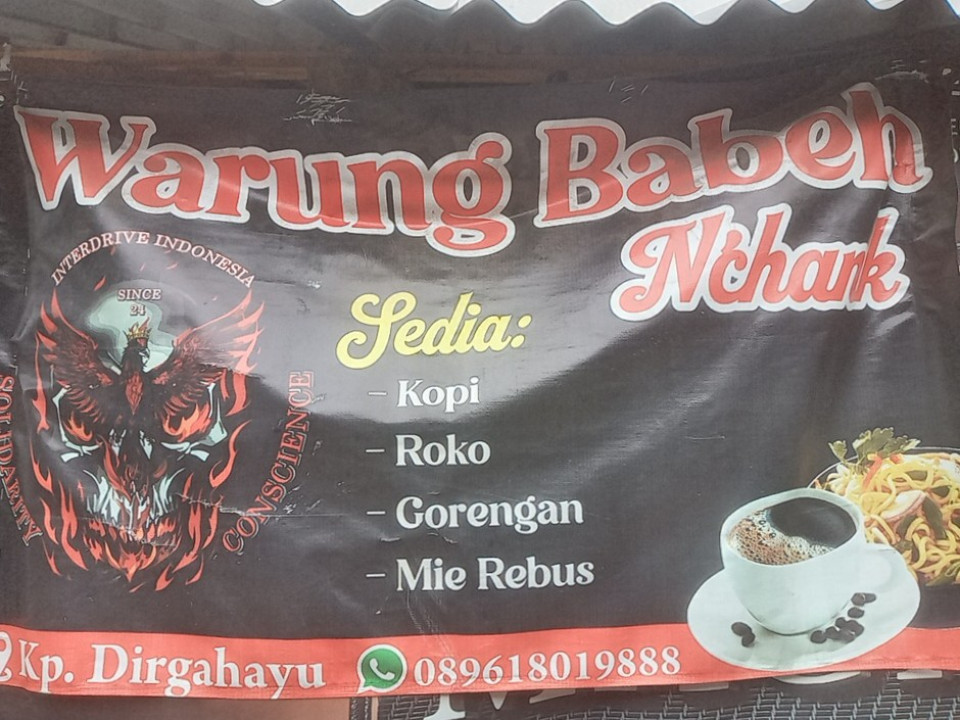 Warung Babeh
N'chank
INTERDRIVE INDONESIA
SINCE
24
SOLIDARITY
CONSCIENCE
Sedia:
- Kopi
- Roko
- Gorengan
- Mie Rebus
Kp. Dirgahayu
089618019888